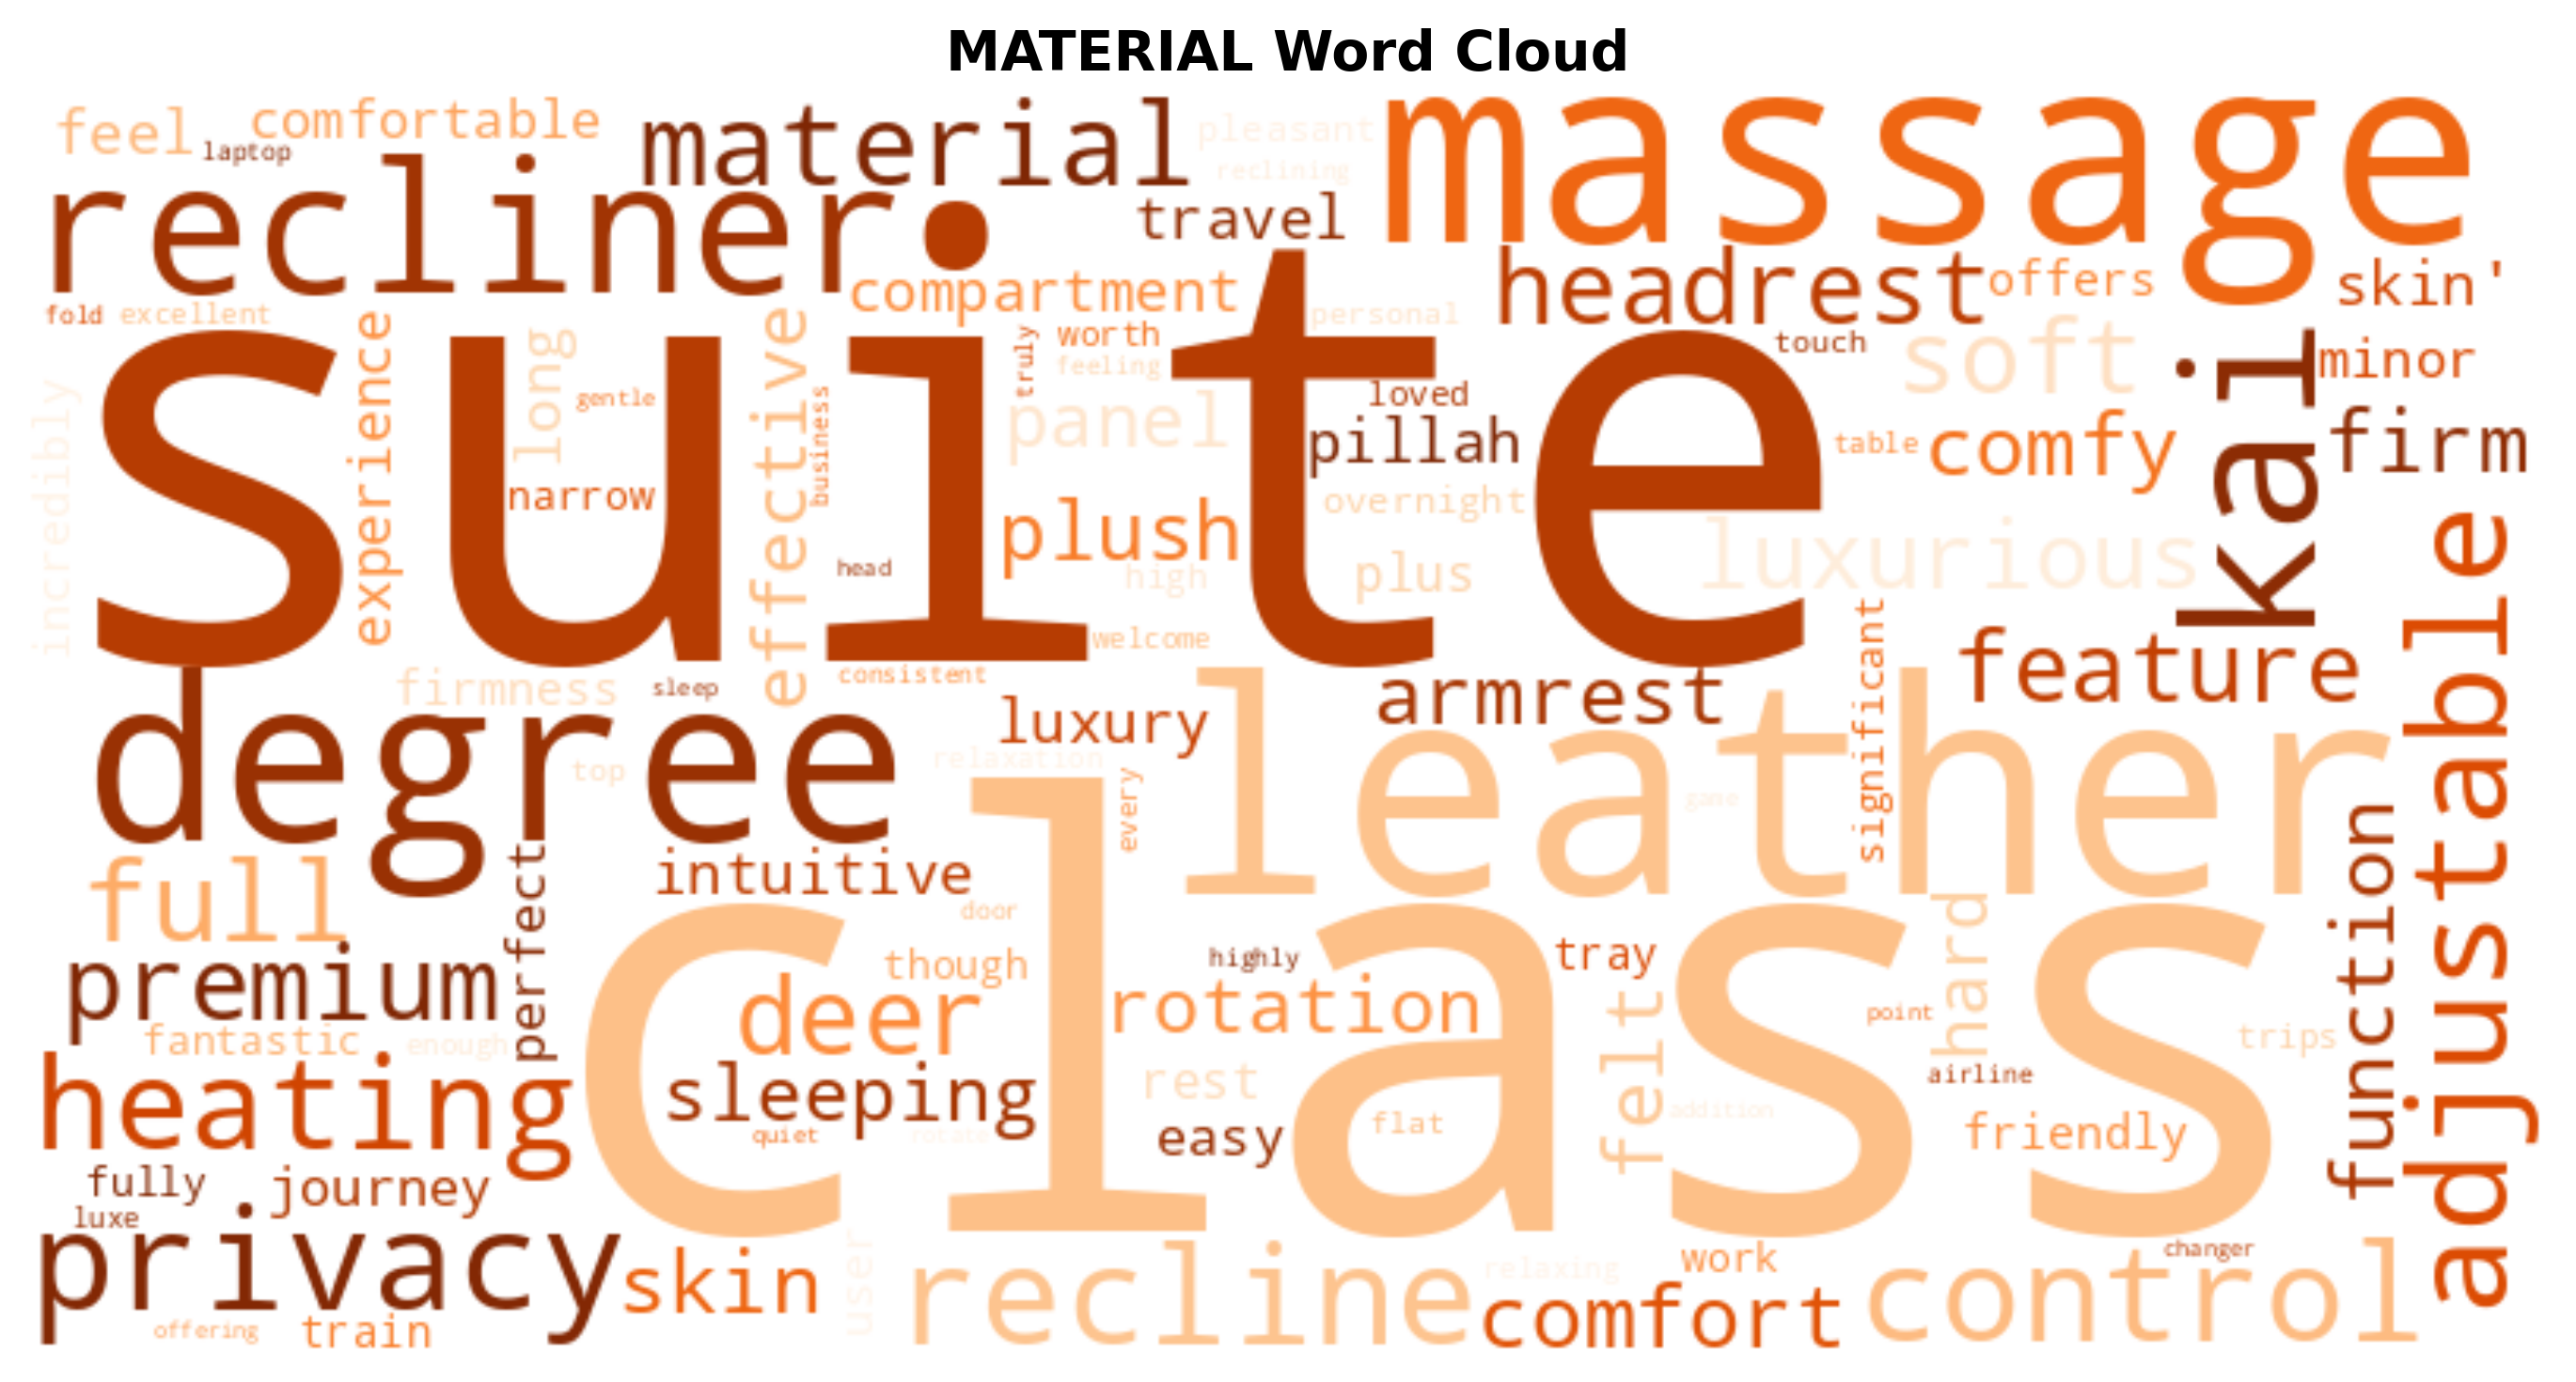 MATERIAL Word Cloud
feel
comfortable
laptop
material
pleasant
reclining
massage
recliner
travel
headrest
offers
skin'
compartment
fold
excellent
personal
worth
feeling
truly
touch
soft
minor
kai
suite
experience
long
gentle
effective
business
incredibly
narrow
panel
loved
pillah
table
comfy
firm
plush
overnight
head
high
plus
luxurious
welcome
consistent
adjustable
feature
significant
firmness
sleep
armrest
luxury
leather
degree
relaxation
top
every
game
function
full
intuitive
perfect
door
class
premium
though
highly
tray
hard
deer
rotation
felt
point
trips
fantastic
enough
heating
sleeping
rest
airline
addition
quiet
rotate
easy
flat
friendly
fully
journey
luxe
privacy
skin
user
recline
relaxing
work
changer
control
comfort
offering
train